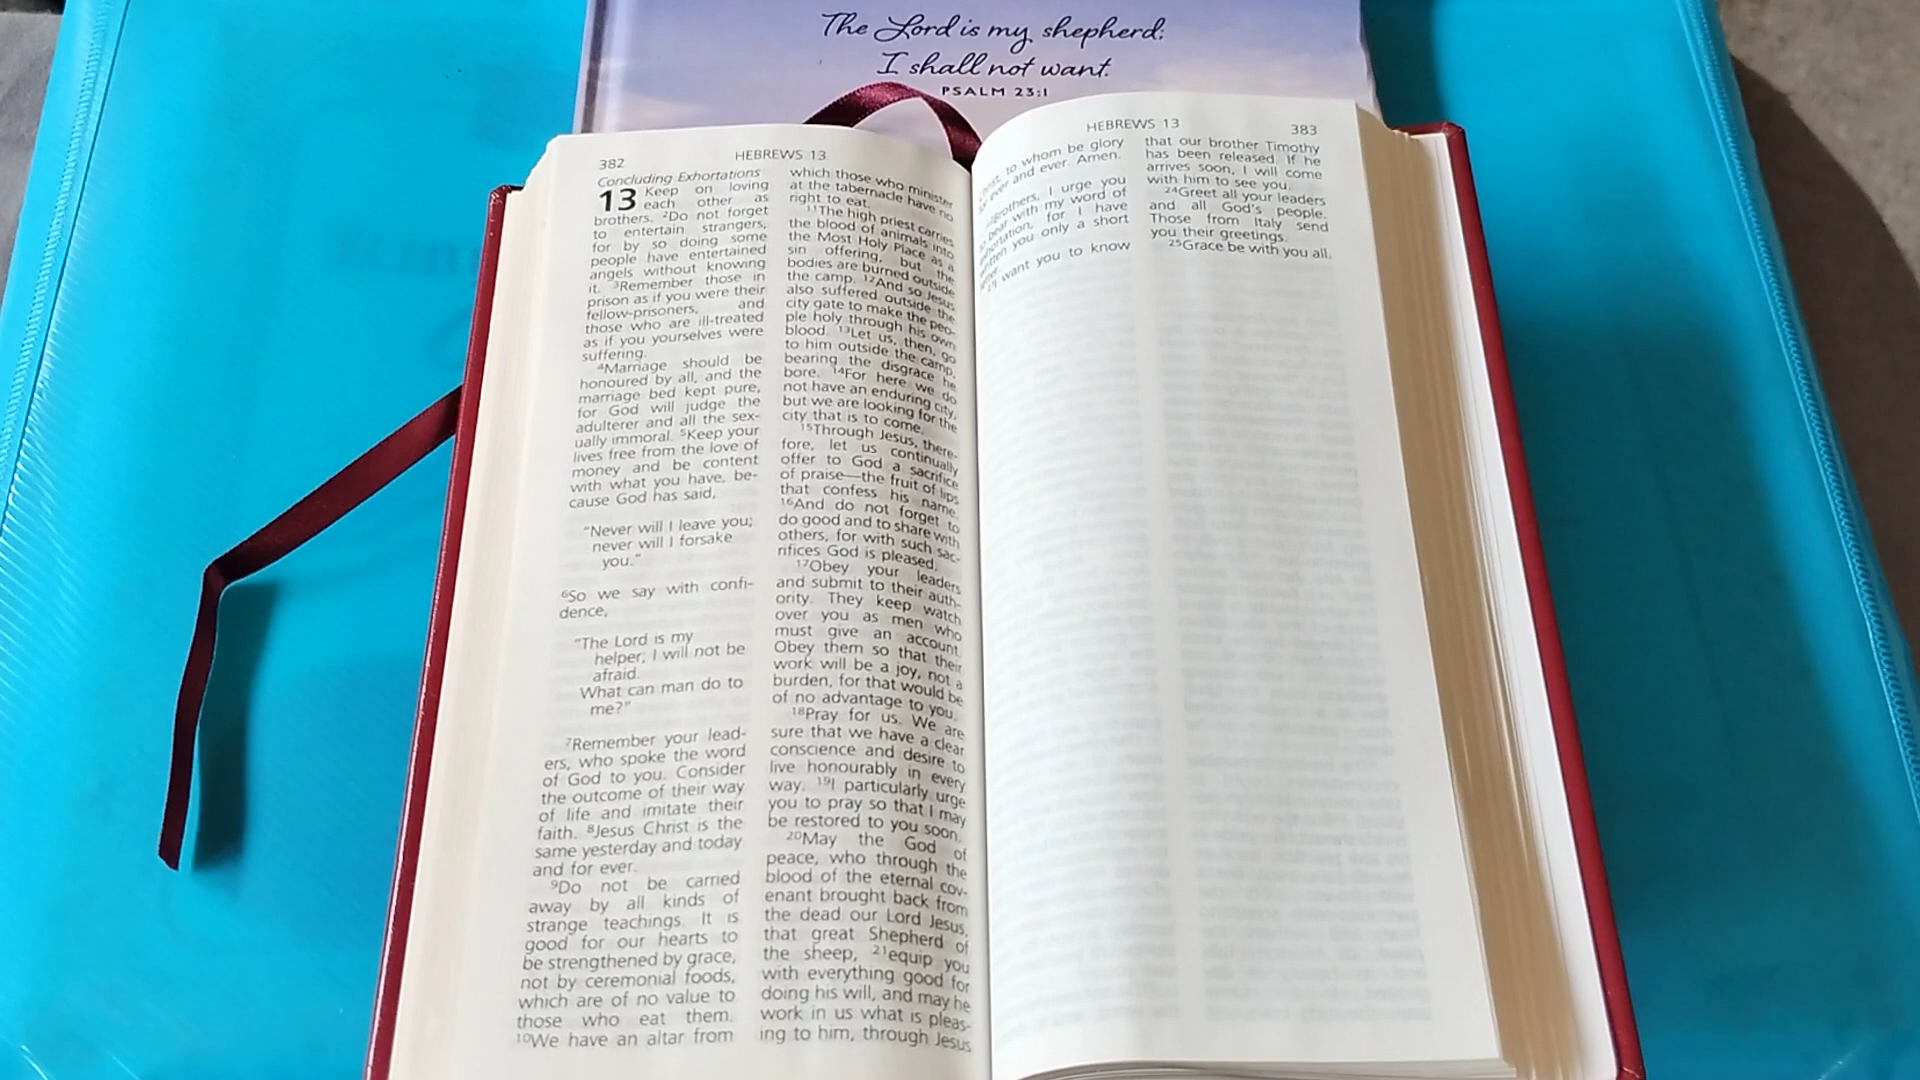 The Lord is my shepherd;
I shall not want.
PSALM 23:1
382
HEBREWS 13
Concluding Exhortations
13 Keep on loving
each other as
brothers. 2Do not forget
to entertain strangers,
for by so doing some
people have entertained
angels without knowing
it. 3Remember those in
prison as if you were their
fellow-prisoners, and
those who are ill-treated
as if you yourselves were
suffering.
4Marriage should be
honoured by all, and the
marriage bed kept pure,
for God will judge the
adulterer and all the sex-
ually immoral. 5Keep your
lives free from the love of
money and be content
with what you have, be-
cause God has said,
“Never will I leave you;
never will I forsake
you.”
6So we say with confi-
dence,
“The Lord is my
helper; I will not be
afraid.
What can man do to
me?”
7Remember your lead-
ers, who spoke the word
of God to you. Consider
the outcome of their way
of life and imitate their
faith. 8Jesus Christ is the
same yesterday and today
and for ever.
9Do not be carried
away by all kinds of
strange teachings. It is
good for our hearts to
be strengthened by grace,
not by ceremonial foods,
which are of no value to
those who eat them.
10We have an altar from
which those who minister
at the tabernacle have no
right to eat.
11The high priest carries
the blood of animals into
the Most Holy Place as a
sin offering, but the
bodies are burned outside
the camp. 12And so Jesus
also suffered outside the
city gate to make the peo-
ple holy through his own
blood. 13Let us, then, go
to him outside the camp,
bearing the disgrace he
bore. 14For here we do
not have an enduring city,
but we are looking for the
city that is to come.
15Through Jesus, there-
fore, let us continually
offer to God a sacrifice
of praise—the fruit of lips
that confess his name.
16And do not forget to
do good and to share with
others, for with such sac-
rifices God is pleased.
17Obey your leaders
and submit to their auth-
ority. They keep watch
over you as men who
must give an account.
Obey them so that their
work will be a joy, not a
burden, for that would be
of no advantage to you.
18Pray for us. We are
sure that we have a clear
conscience and desire to
live honourably in every
way. 19I particularly urge
you to pray so that I may
be restored to you soon.
20May the God of
peace, who through the
blood of the eternal cov-
enant brought back from
the dead our Lord Jesus,
that great Shepherd of
the sheep, 21equip you
with everything good for
doing his will, and may he
work in us what is pleas-
ing to him, through Jesus
HEBREWS 13
383
to whom be glory
ever and ever. Amen.
Brothers, I urge you
to bear with my word of
for I have
you only a short
want you to know
that our brother Timothy
has been released. If he
arrives soon, I will come
with him to see you.
24Greet all your leaders
and all God's people.
Those from Italy send
you their greetings.
25Grace be with you all.